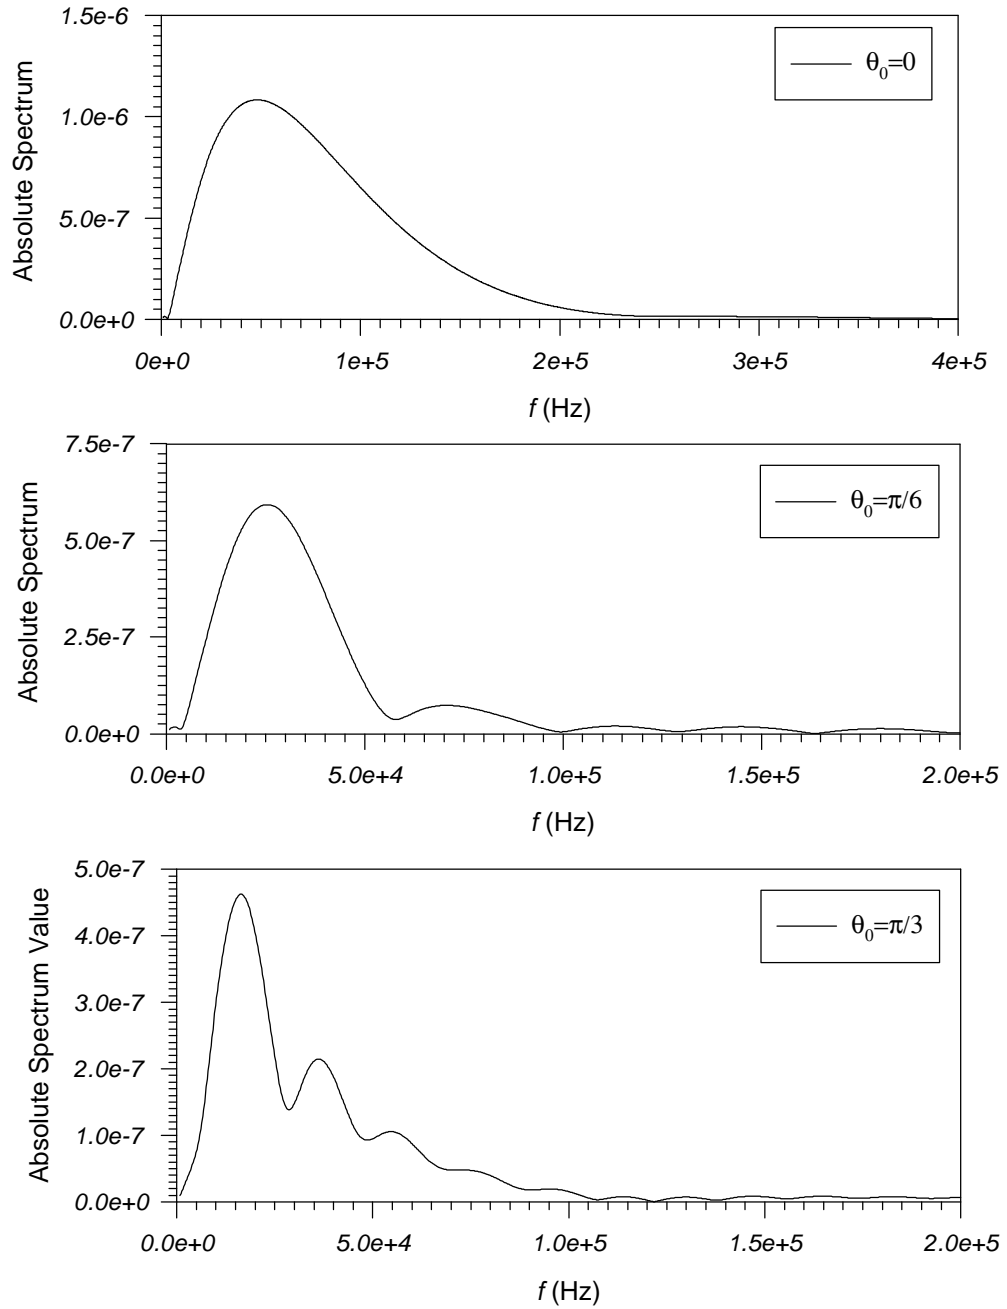 1.5e-6
1.0e-6
5.0e-7
0.0e+0
Absolute Spectrum
θ0=0
0e+0 1e+5 2e+5 3e+5 4e+5
f (Hz)
7.5e-7
5.0e-7
2.5e-7
0.0e+0
Absolute Spectrum
θ0=π/6
0.0e+0 5.0e+4 1.0e+5 1.5e+5 2.0e+5
f (Hz)
5.0e-7
4.0e-7
3.0e-7
2.0e-7
1.0e-7
0.0e+0
Absolute Spectrum Value
θ0=π/3
0.0e+0 5.0e+4 1.0e+5 1.5e+5 2.0e+5
f (Hz)